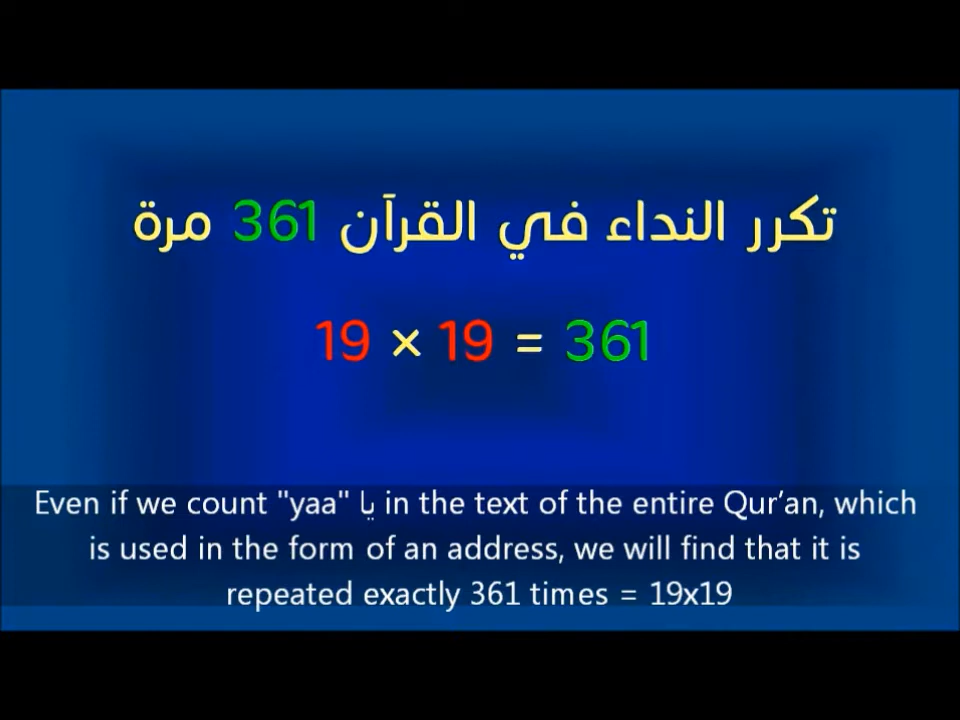 تكرر النداء في القرآن 361 مرة
19 × 19 = 361
Even if we count "yaa" يا in the text of the entire Qur’an, which
is used in the form of an address, we will find that it is
repeated exactly 361 times = 19x19